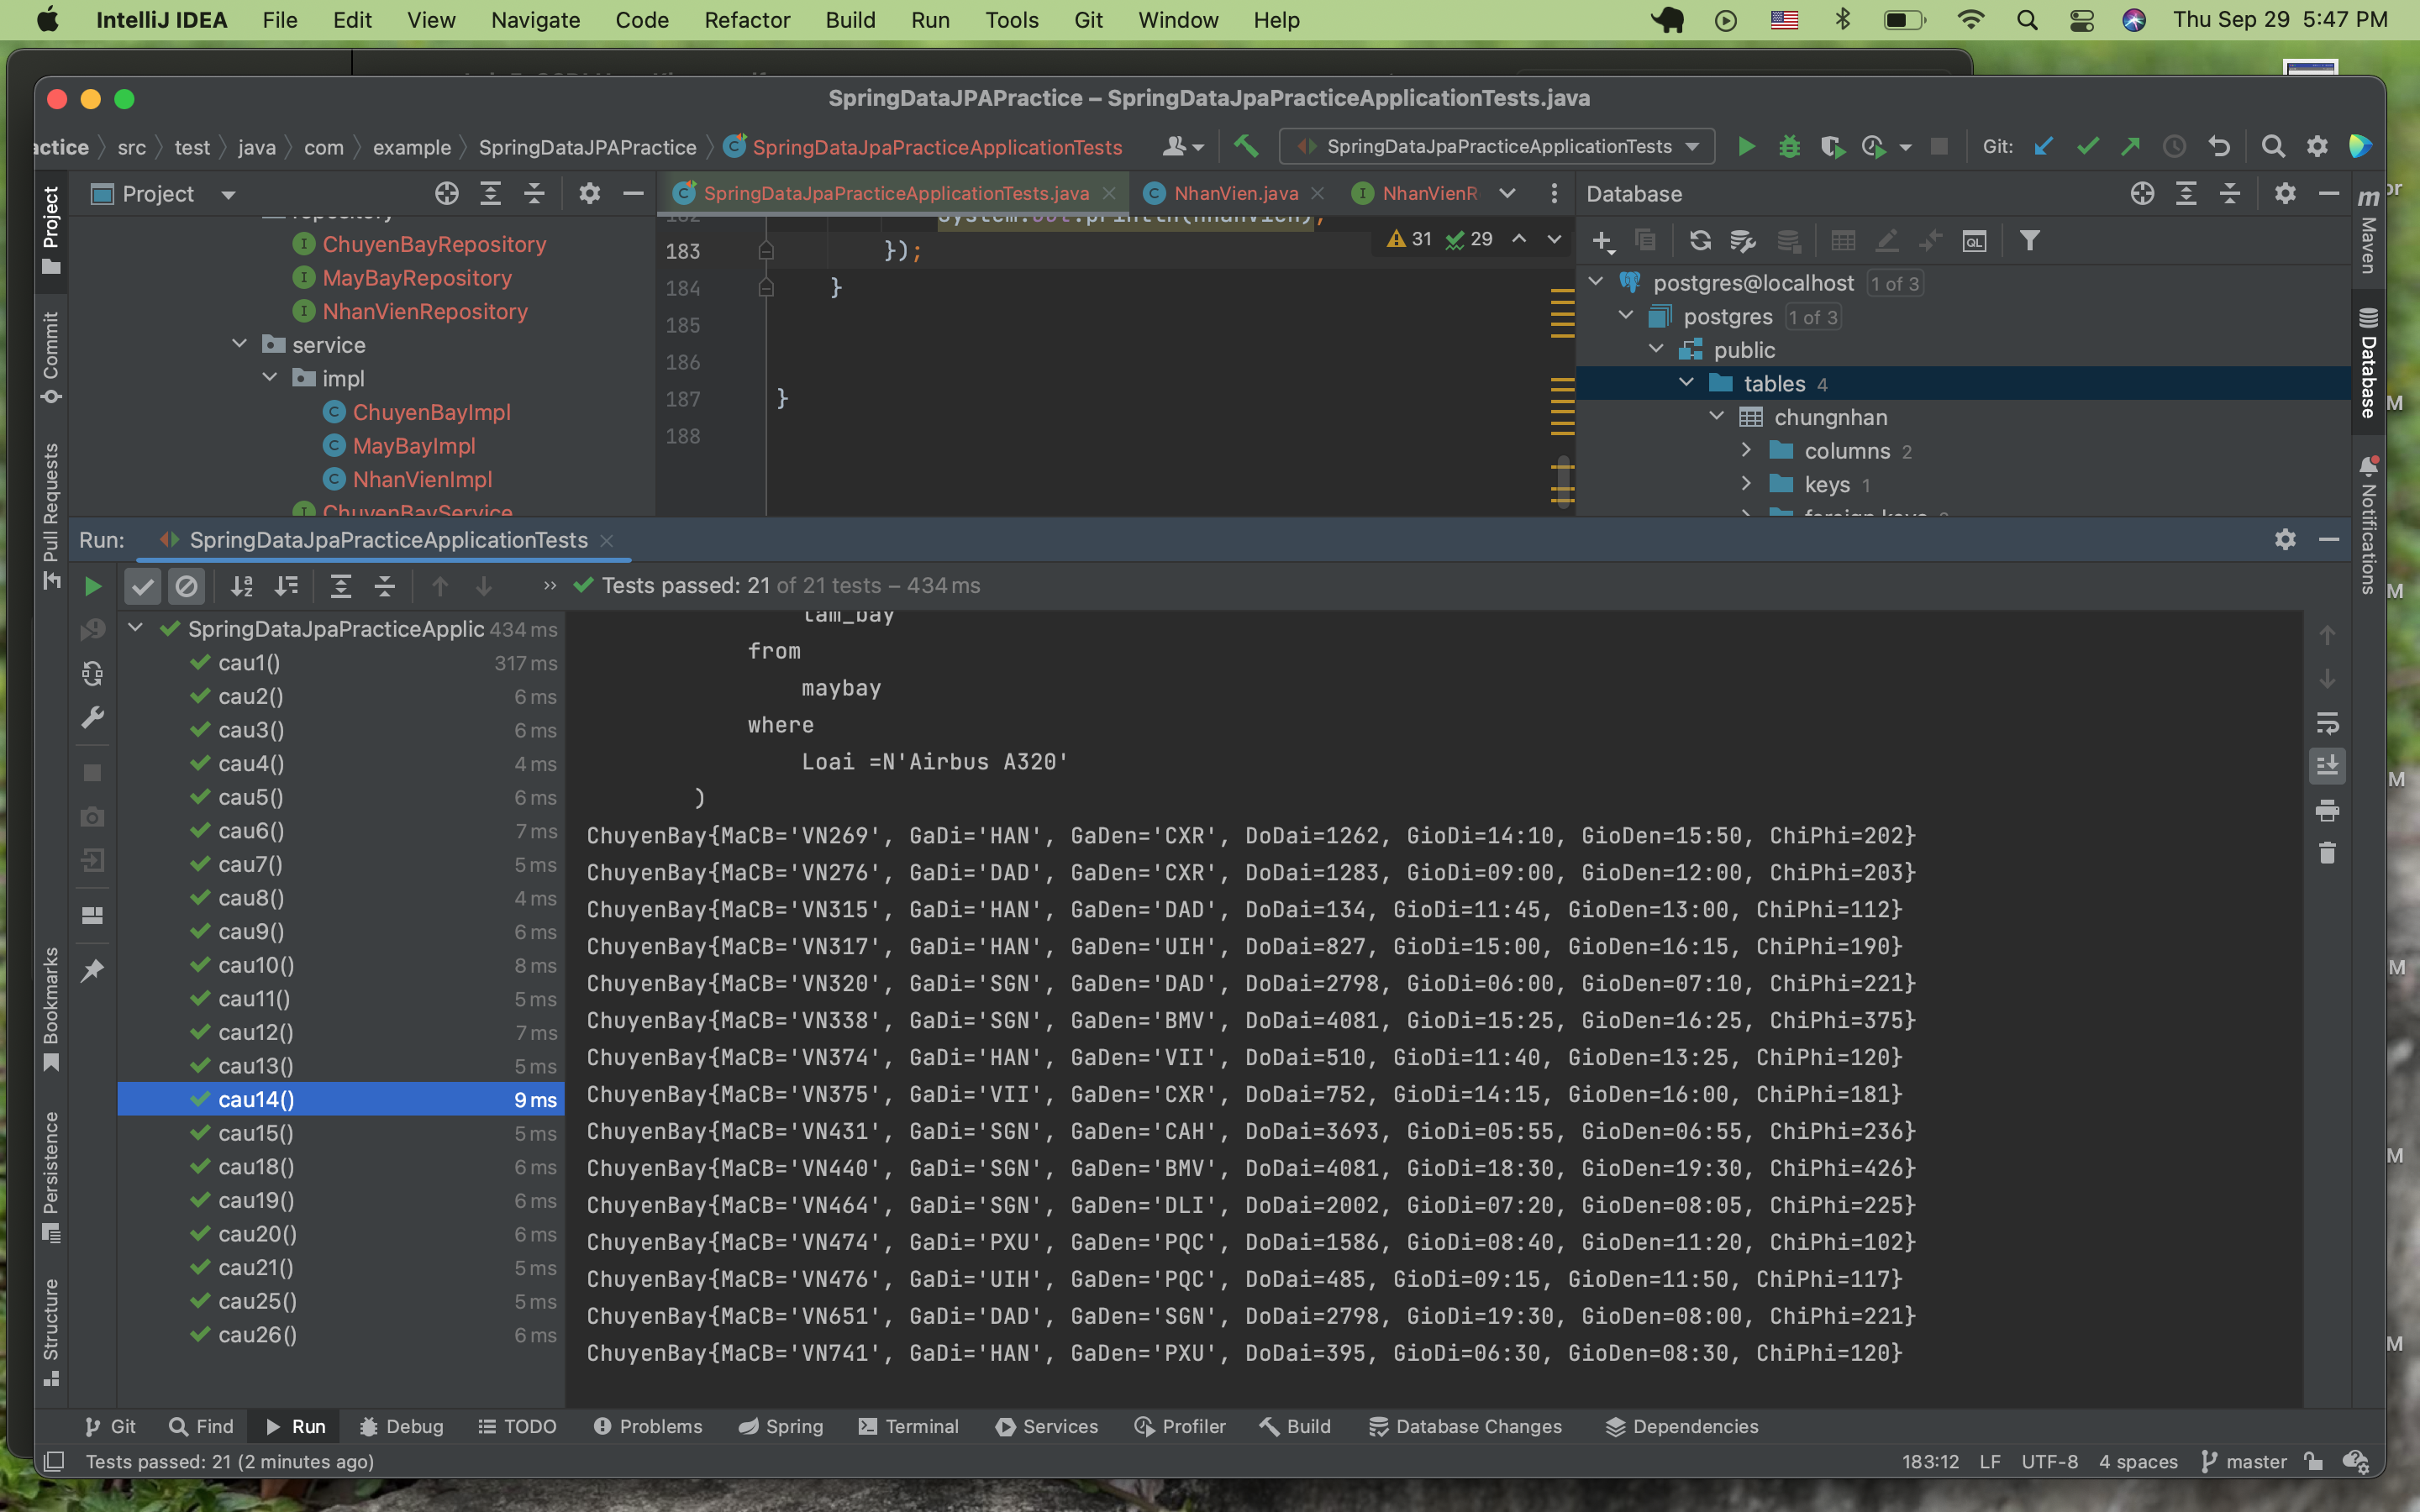 IntelliJ IDEA File Edit View Navigate Code Refactor Build Run Tools Git Window Help Thu Sep 29 5:47 PM
SpringDataJPAPractice – SpringDataJpaPracticeApplicationTests.java
actice src test java com example SpringDataJPAPractice SpringDataJpaPracticeApplicationTests SpringDataJpaPracticeApplicationTests Git:
Project SpringDataJpaPracticeApplicationTests.java NhanVien.java NhanVienR Database
repository
ChuyenBayRepository
MayBayRepository
NhanVienRepository
service
impl
ChuyenBayImpl
MayBayImpl
NhanVienImpl
ChuyenBayService
182 System.out.println(nhanVien);
183 });
184 }
185
186
187 }
188
31 29
postgres@localhost 1 of 3
postgres 1 of 3
public
tables 4
chungnhan
columns 2
keys 1
foreign keys
Project
Commit
Pull Requests
Bookmarks
Persistence
Structure
Maven
Database
Notifications
Run: SpringDataJpaPracticeApplicationTests
Tests passed: 21 of 21 tests – 434 ms
SpringDataJpaPracticeApplic 434 ms
cau1() 317 ms
cau2() 6 ms
cau3() 6 ms
cau4() 4 ms
cau5() 6 ms
cau6() 7 ms
cau7() 5 ms
cau8() 4 ms
cau9() 6 ms
cau10() 8 ms
cau11() 5 ms
cau12() 7 ms
cau13() 5 ms
cau14() 9 ms
cau15() 5 ms
cau18() 6 ms
cau19() 6 ms
cau20() 6 ms
cau21() 5 ms
cau25() 5 ms
cau26() 6 ms
tam_bay
from
maybay
where
Loai =N'Airbus A320'
)
ChuyenBay{MaCB='VN269', GaDi='HAN', GaDen='CXR', DoDai=1262, GioDi=14:10, GioDen=15:50, ChiPhi=202}
ChuyenBay{MaCB='VN276', GaDi='DAD', GaDen='CXR', DoDai=1283, GioDi=09:00, GioDen=12:00, ChiPhi=203}
ChuyenBay{MaCB='VN315', GaDi='HAN', GaDen='DAD', DoDai=134, GioDi=11:45, GioDen=13:00, ChiPhi=112}
ChuyenBay{MaCB='VN317', GaDi='HAN', GaDen='UIH', DoDai=827, GioDi=15:00, GioDen=16:15, ChiPhi=190}
ChuyenBay{MaCB='VN320', GaDi='SGN', GaDen='DAD', DoDai=2798, GioDi=06:00, GioDen=07:10, ChiPhi=221}
ChuyenBay{MaCB='VN338', GaDi='SGN', GaDen='BMV', DoDai=4081, GioDi=15:25, GioDen=16:25, ChiPhi=375}
ChuyenBay{MaCB='VN374', GaDi='HAN', GaDen='VII', DoDai=510, GioDi=11:40, GioDen=13:25, ChiPhi=120}
ChuyenBay{MaCB='VN375', GaDi='VII', GaDen='CXR', DoDai=752, GioDi=14:15, GioDen=16:00, ChiPhi=181}
ChuyenBay{MaCB='VN431', GaDi='SGN', GaDen='CAH', DoDai=3693, GioDi=05:55, GioDen=06:55, ChiPhi=236}
ChuyenBay{MaCB='VN440', GaDi='SGN', GaDen='BMV', DoDai=4081, GioDi=18:30, GioDen=19:30, ChiPhi=426}
ChuyenBay{MaCB='VN464', GaDi='SGN', GaDen='DLI', DoDai=2002, GioDi=07:20, GioDen=08:05, ChiPhi=225}
ChuyenBay{MaCB='VN474', GaDi='PXU', GaDen='PQC', DoDai=1586, GioDi=08:40, GioDen=11:20, ChiPhi=102}
ChuyenBay{MaCB='VN476', GaDi='UIH', GaDen='PQC', DoDai=485, GioDi=09:15, GioDen=11:50, ChiPhi=117}
ChuyenBay{MaCB='VN651', GaDi='DAD', GaDen='SGN', DoDai=2798, GioDi=19:30, GioDen=08:00, ChiPhi=221}
ChuyenBay{MaCB='VN741', GaDi='HAN', GaDen='PXU', DoDai=395, GioDi=06:30, GioDen=08:30, ChiPhi=120}
Git Find Run Debug TODO Problems Spring Terminal Services Profiler Build Database Changes Dependencies
Tests passed: 21 (2 minutes ago) 183:12 LF UTF-8 4 spaces master